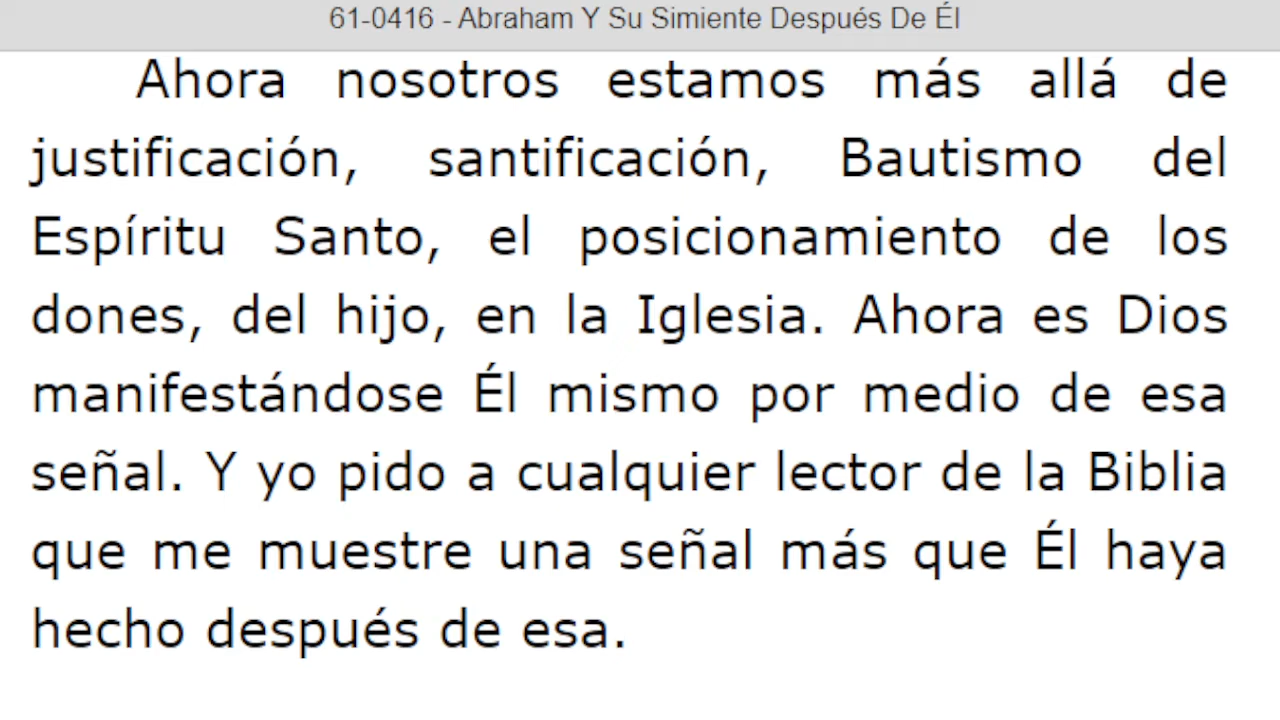 61-0416 - Abraham Y Su Simiente Después De Él
Ahora nosotros estamos más allá de
justificación, santificación, Bautismo del
Espíritu Santo, el posicionamiento de los
dones, del hijo, en la Iglesia. Ahora es Dios
manifestándose Él mismo por medio de esa
señal. Y yo pido a cualquier lector de la Biblia
que me muestre una señal más que Él haya
hecho después de esa.